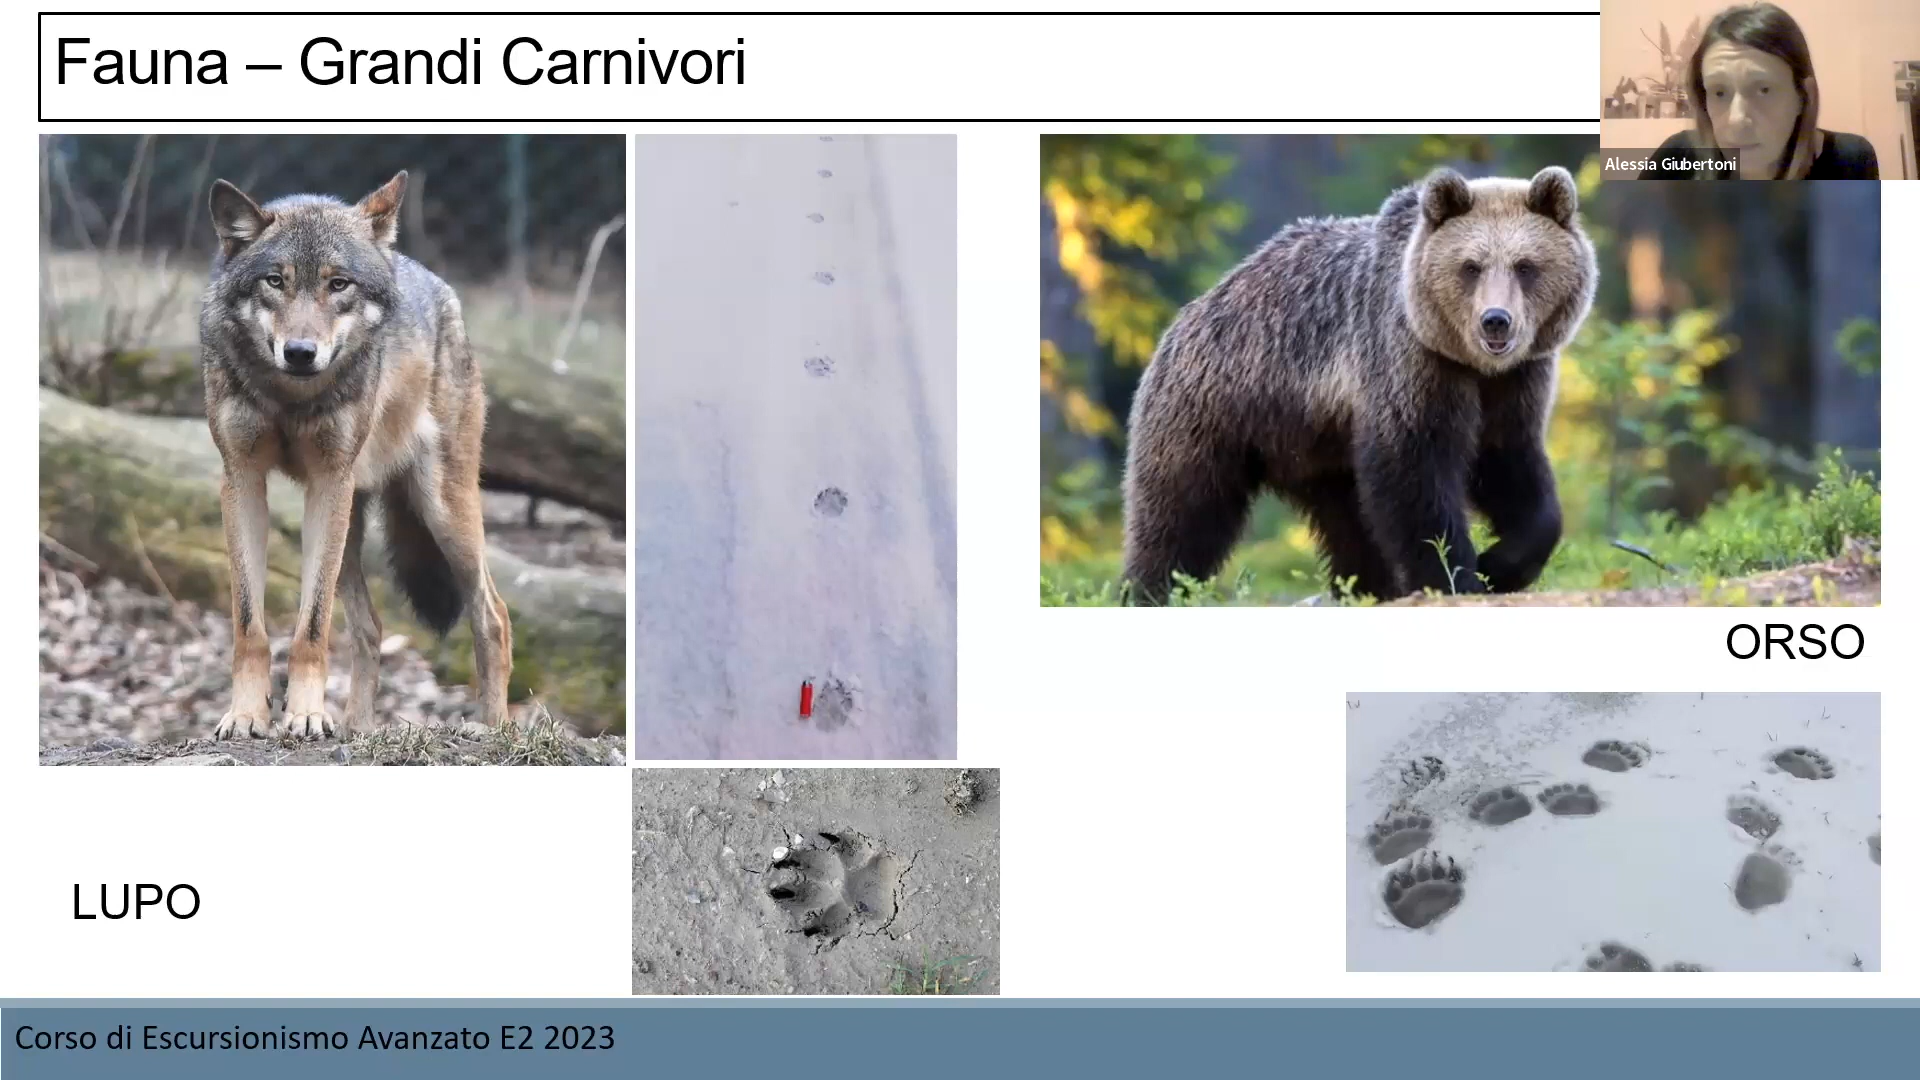 Fauna – Grandi Carnivori
Alessia Giubertoni
ORSO
LUPO
Corso di Escursionismo Avanzato E2 2023